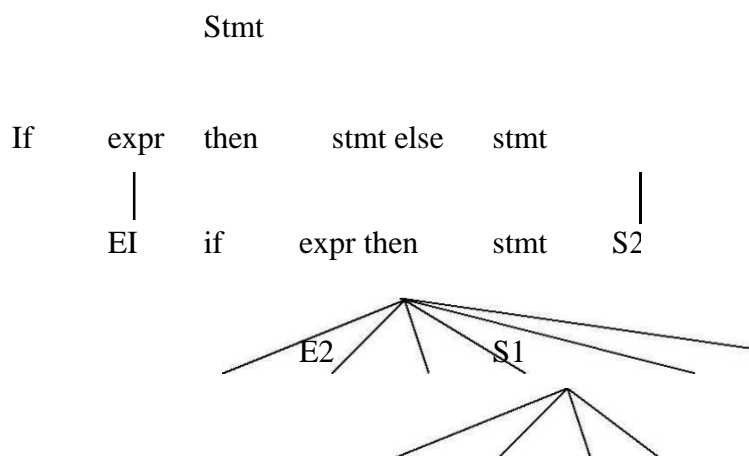 Stmt
If expr then stmt else stmt
EI if expr then stmt S2
E2 S1